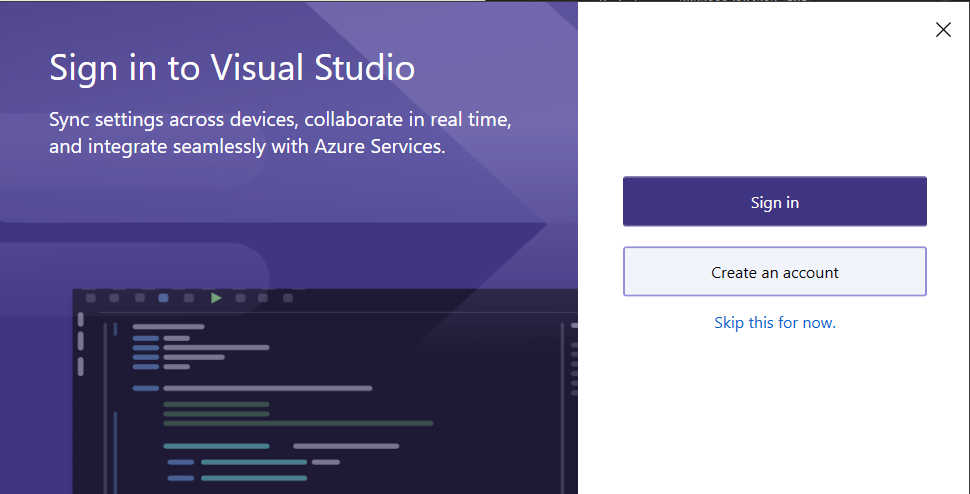 Sign in to Visual Studio
Sync settings across devices, collaborate in real time,
and integrate seamlessly with Azure Services.
Sign in
Create an account
Skip this for now.